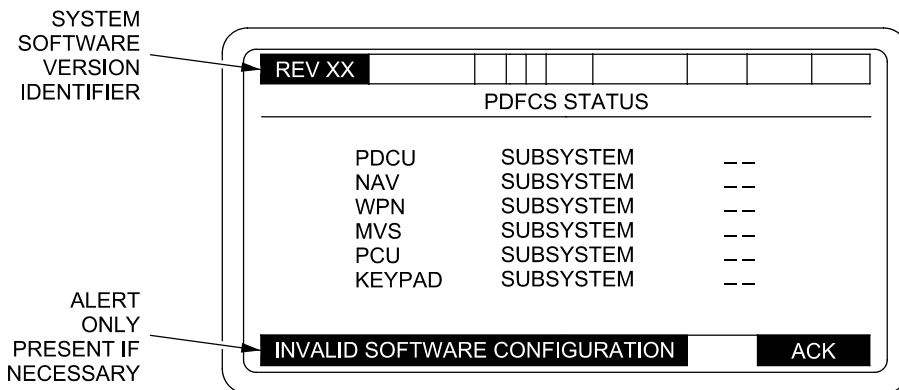 SYSTEM
SOFTWARE
VERSION
IDENTIFIER
REV XX
PDFCS STATUS
PDCU SUBSYSTEM _ _
NAV SUBSYSTEM _ _
WPN SUBSYSTEM _ _
MVS SUBSYSTEM _ _
PCU SUBSYSTEM _ _
KEYPAD SUBSYSTEM _ _
ALERT
ONLY
PRESENT IF
NECESSARY
INVALID SOFTWARE CONFIGURATION ACK